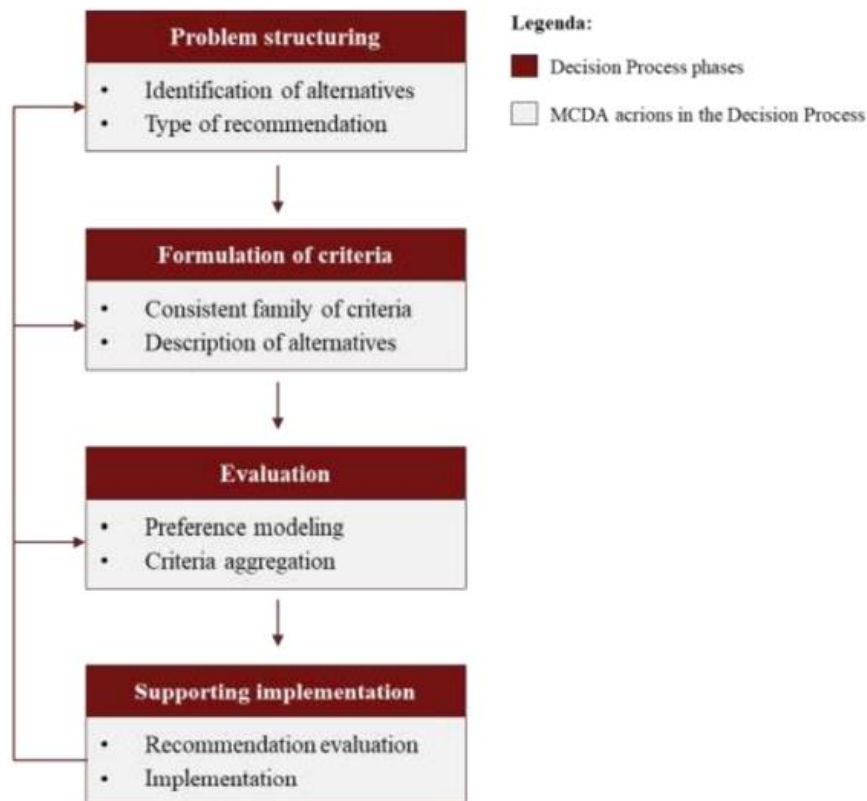 Problem structuring
• Identification of alternatives
• Type of recommendation
Formulation of criteria
• Consistent family of criteria
• Description of alternatives
Evaluation
• Preference modeling
• Criteria aggregation
Supporting implementation
• Recommendation evaluation
• Implementation
Legenda:
Decision Process phases
MCDA acrions in the Decision Process